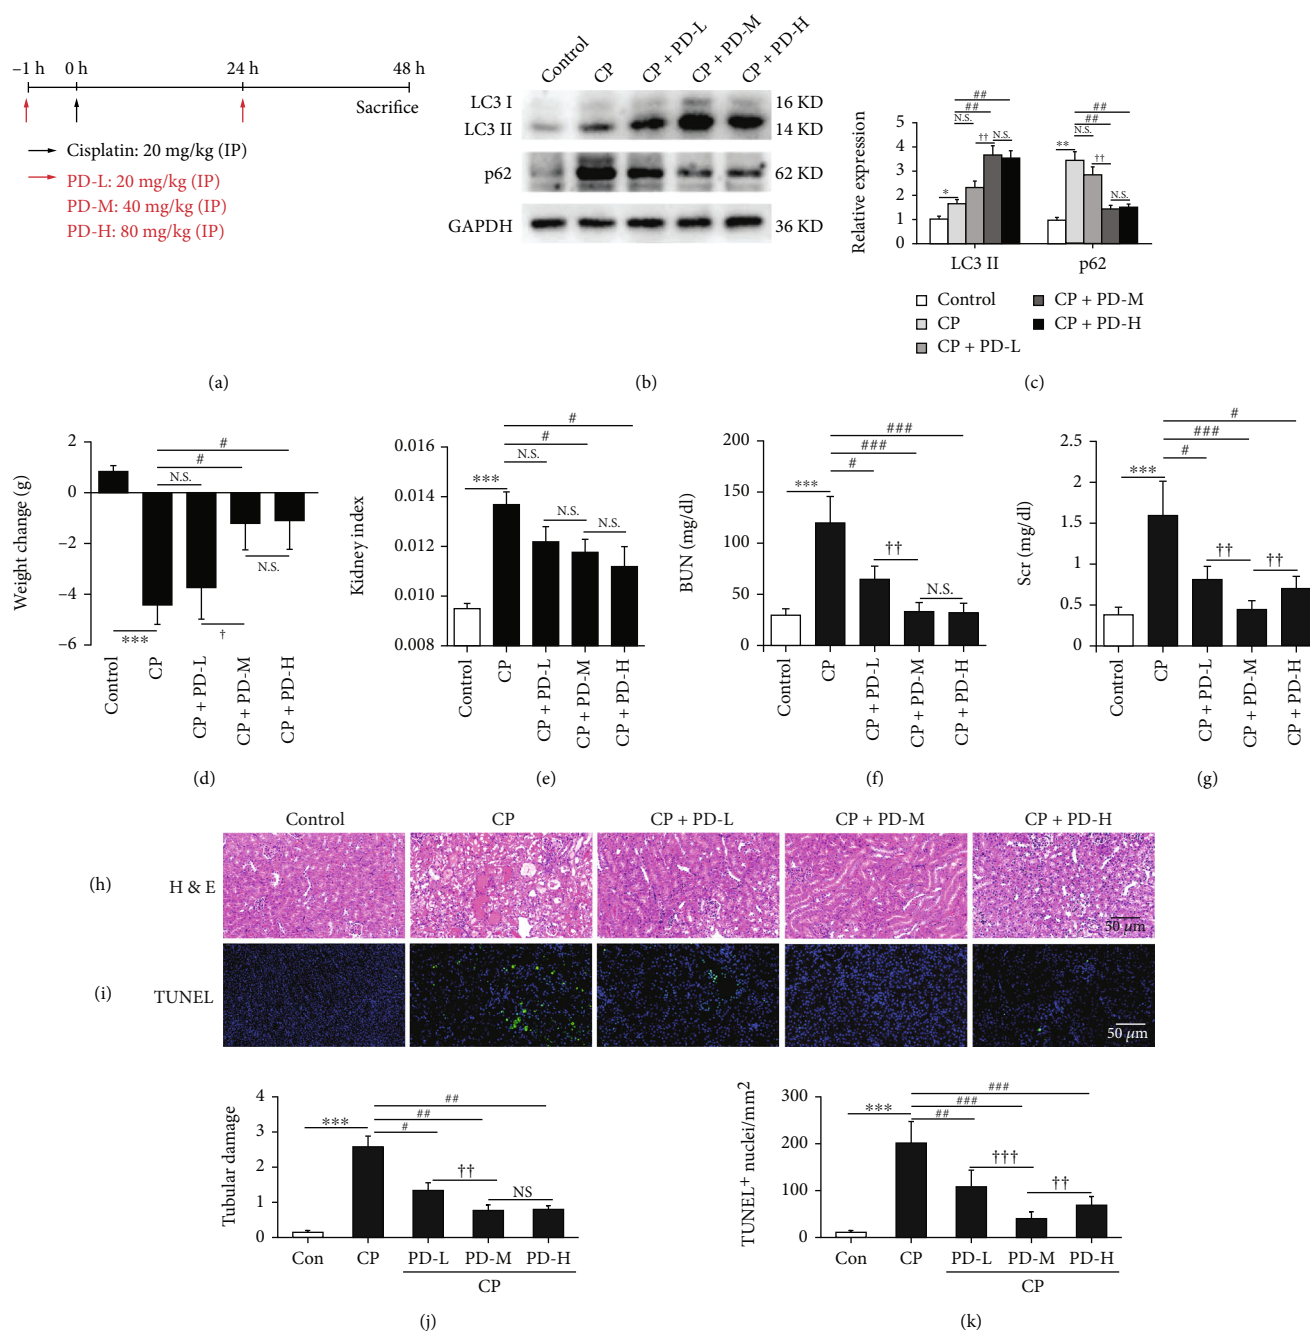 −1 h 0 h 24 h 48 h
Sacrifice
Cisplatin: 20 mg/kg (IP)
PD-L: 20 mg/kg (IP)
PD-M: 40 mg/kg (IP)
PD-H: 80 mg/kg (IP)
(a)
Control CP CP + PD-L CP + PD-M CP + PD-H
LC3 I 16 KD
LC3 II 14 KD
p62 62 KD
GAPDH 36 KD
(b)
Relative expression
5
4
3
2
1
0
* N.S. ## ## †† N.S.
** N.S. ## ## †† N.S.
LC3 II p62
Control CP + PD-M
CP CP + PD-H
CP + PD-L
(c)
Weight change (g)
2
0
−2
−4
−6
#
#
N.S.
N.S.
*** †
Control CP CP + PD-L CP + PD-M CP + PD-H
(d)
Kidney index
0.016
0.014
0.012
0.010
0.008
#
#
N.S.
***
N.S. N.S.
Control CP CP + PD-L CP + PD-M CP + PD-H
(e)
BUN (mg/dl)
200
150
100
50
0
###
###
#
***
††
N.S.
Control CP CP + PD-L CP + PD-M CP + PD-H
(f)
Scr (mg/dl)
2.5
2
1.5
1
0.5
0
#
###
#
***
†† ††
Control CP CP + PD-L CP + PD-M CP + PD-H
(g)
Control CP CP + PD-L CP + PD-M CP + PD-H
(h) H & E
50 μm
(i) TUNEL
50 μm
Tubular damage
4
3
2
1
0
##
##
#
***
†† NS
Con CP PD-L PD-M PD-H
CP
(j)
TUNEL+ nuclei/mm²
300
200
100
0
###
###
##
***
††† ††
Con CP PD-L PD-M PD-H
CP
(k)